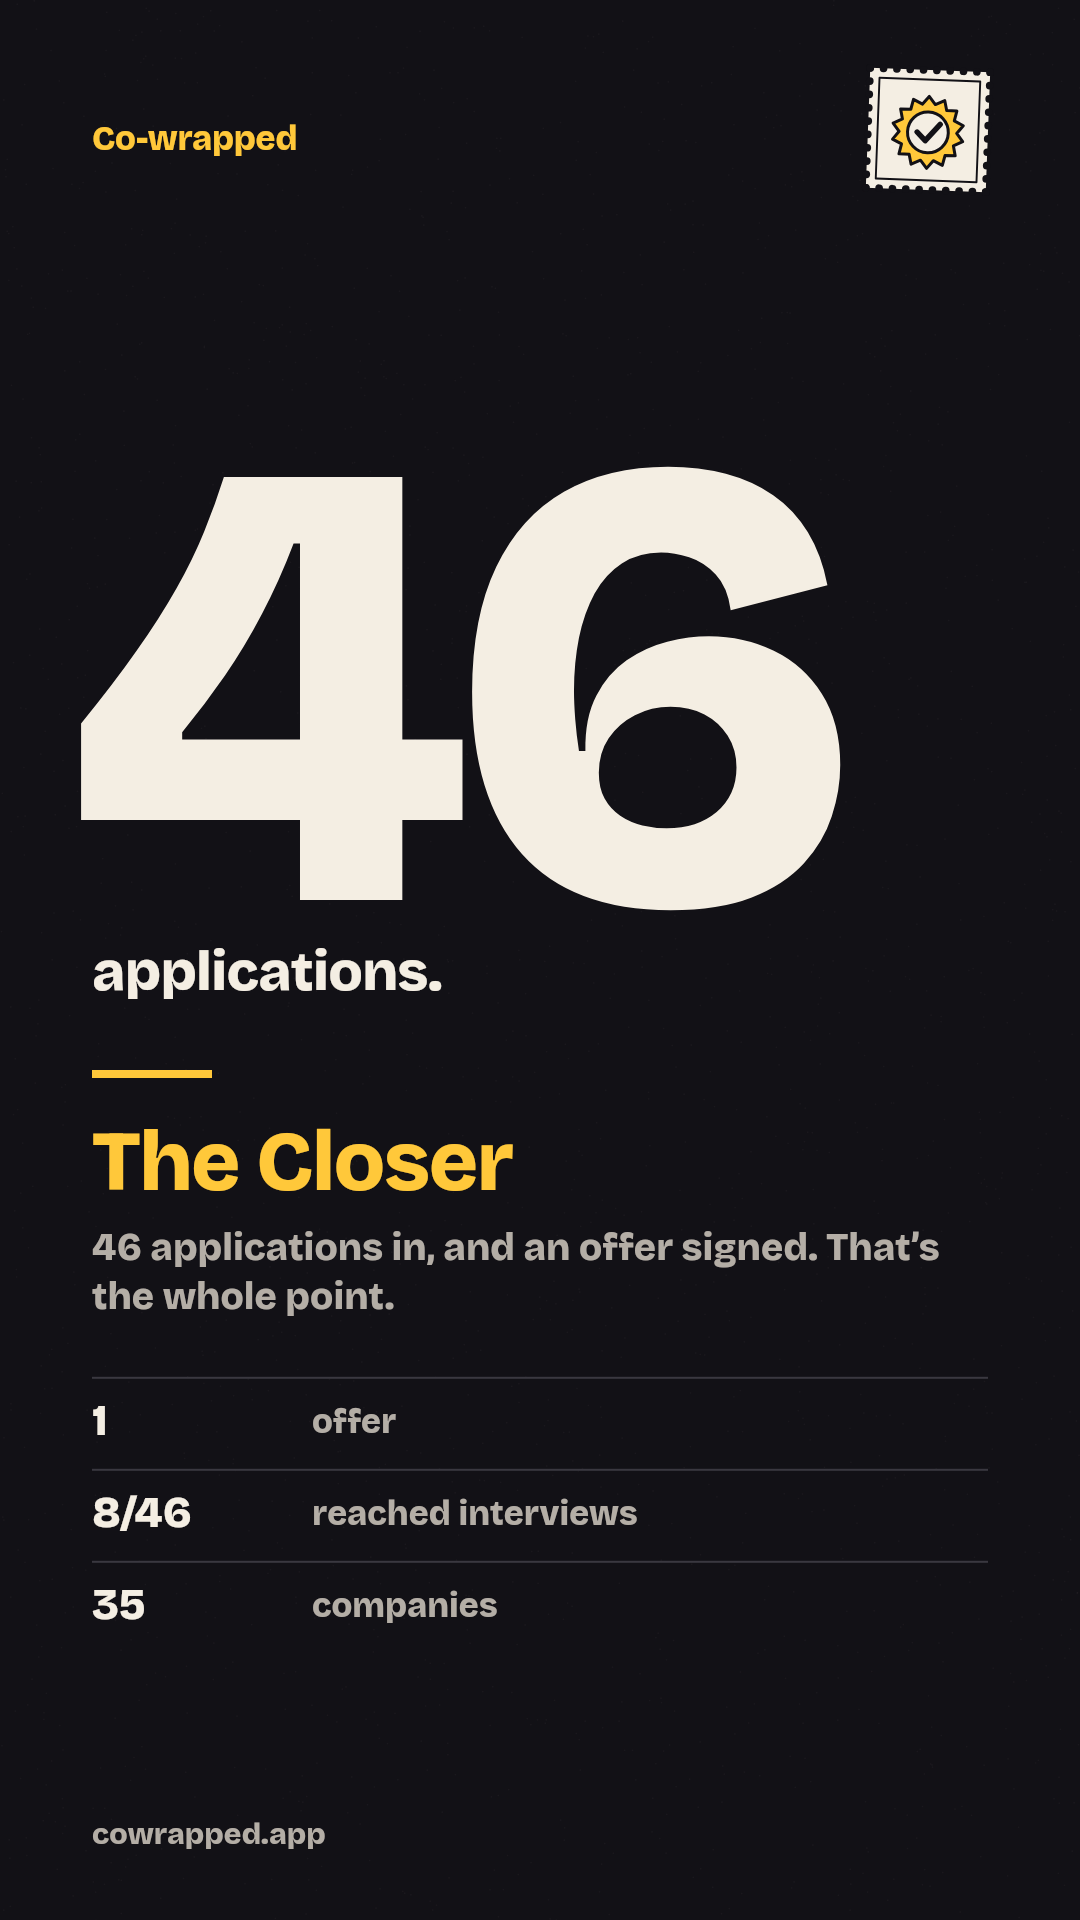 Co-wrapped
46
applications.
The Closer
46 applications in, and an offer signed. That’s
the whole point.
1 offer
8/46 reached interviews
35 companies
cowrapped.app